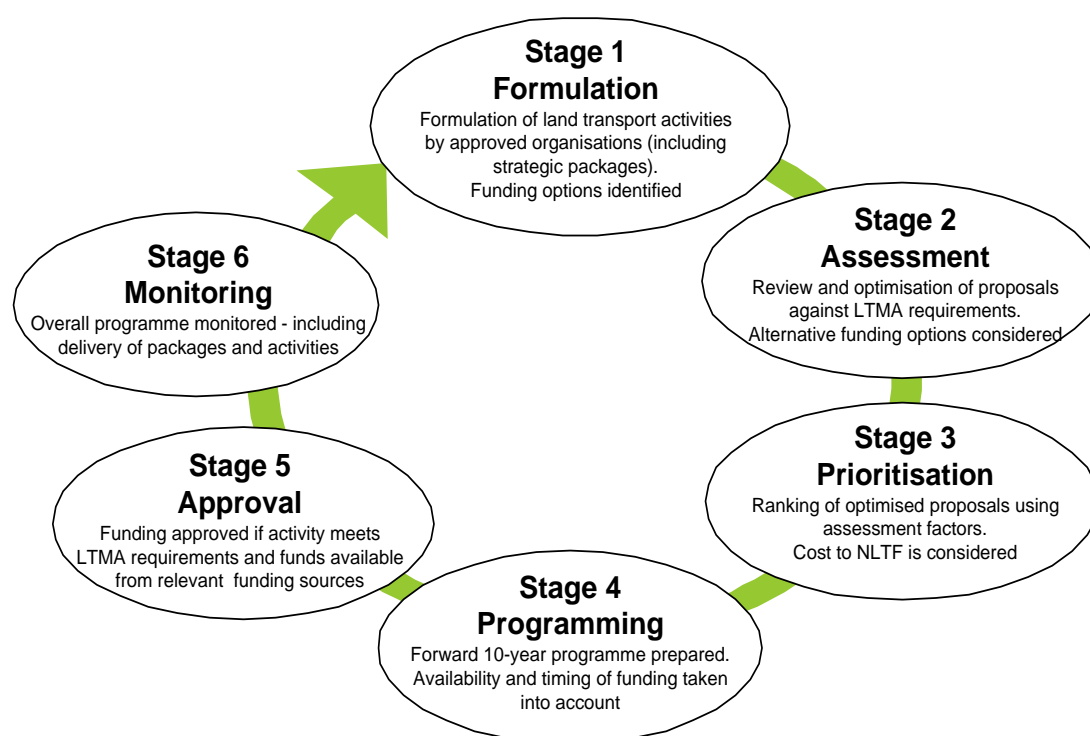 Stage 1
Formulation
Formulation of land transport activities
by approved organisations (including
strategic packages).
Funding options identified
Stage 2
Assessment
Review and optimisation of proposals
against LTMA requirements.
Alternative funding options considered
Stage 3
Prioritisation
Ranking of optimised proposals using
assessment factors.
Cost to NLTF is considered
Stage 4
Programming
Forward 10-year programme prepared.
Availability and timing of funding taken
into account
Stage 5
Approval
Funding approved if activity meets
LTMA requirements and funds available
from relevant funding sources
Stage 6
Monitoring
Overall programme monitored - including
delivery of packages and activities